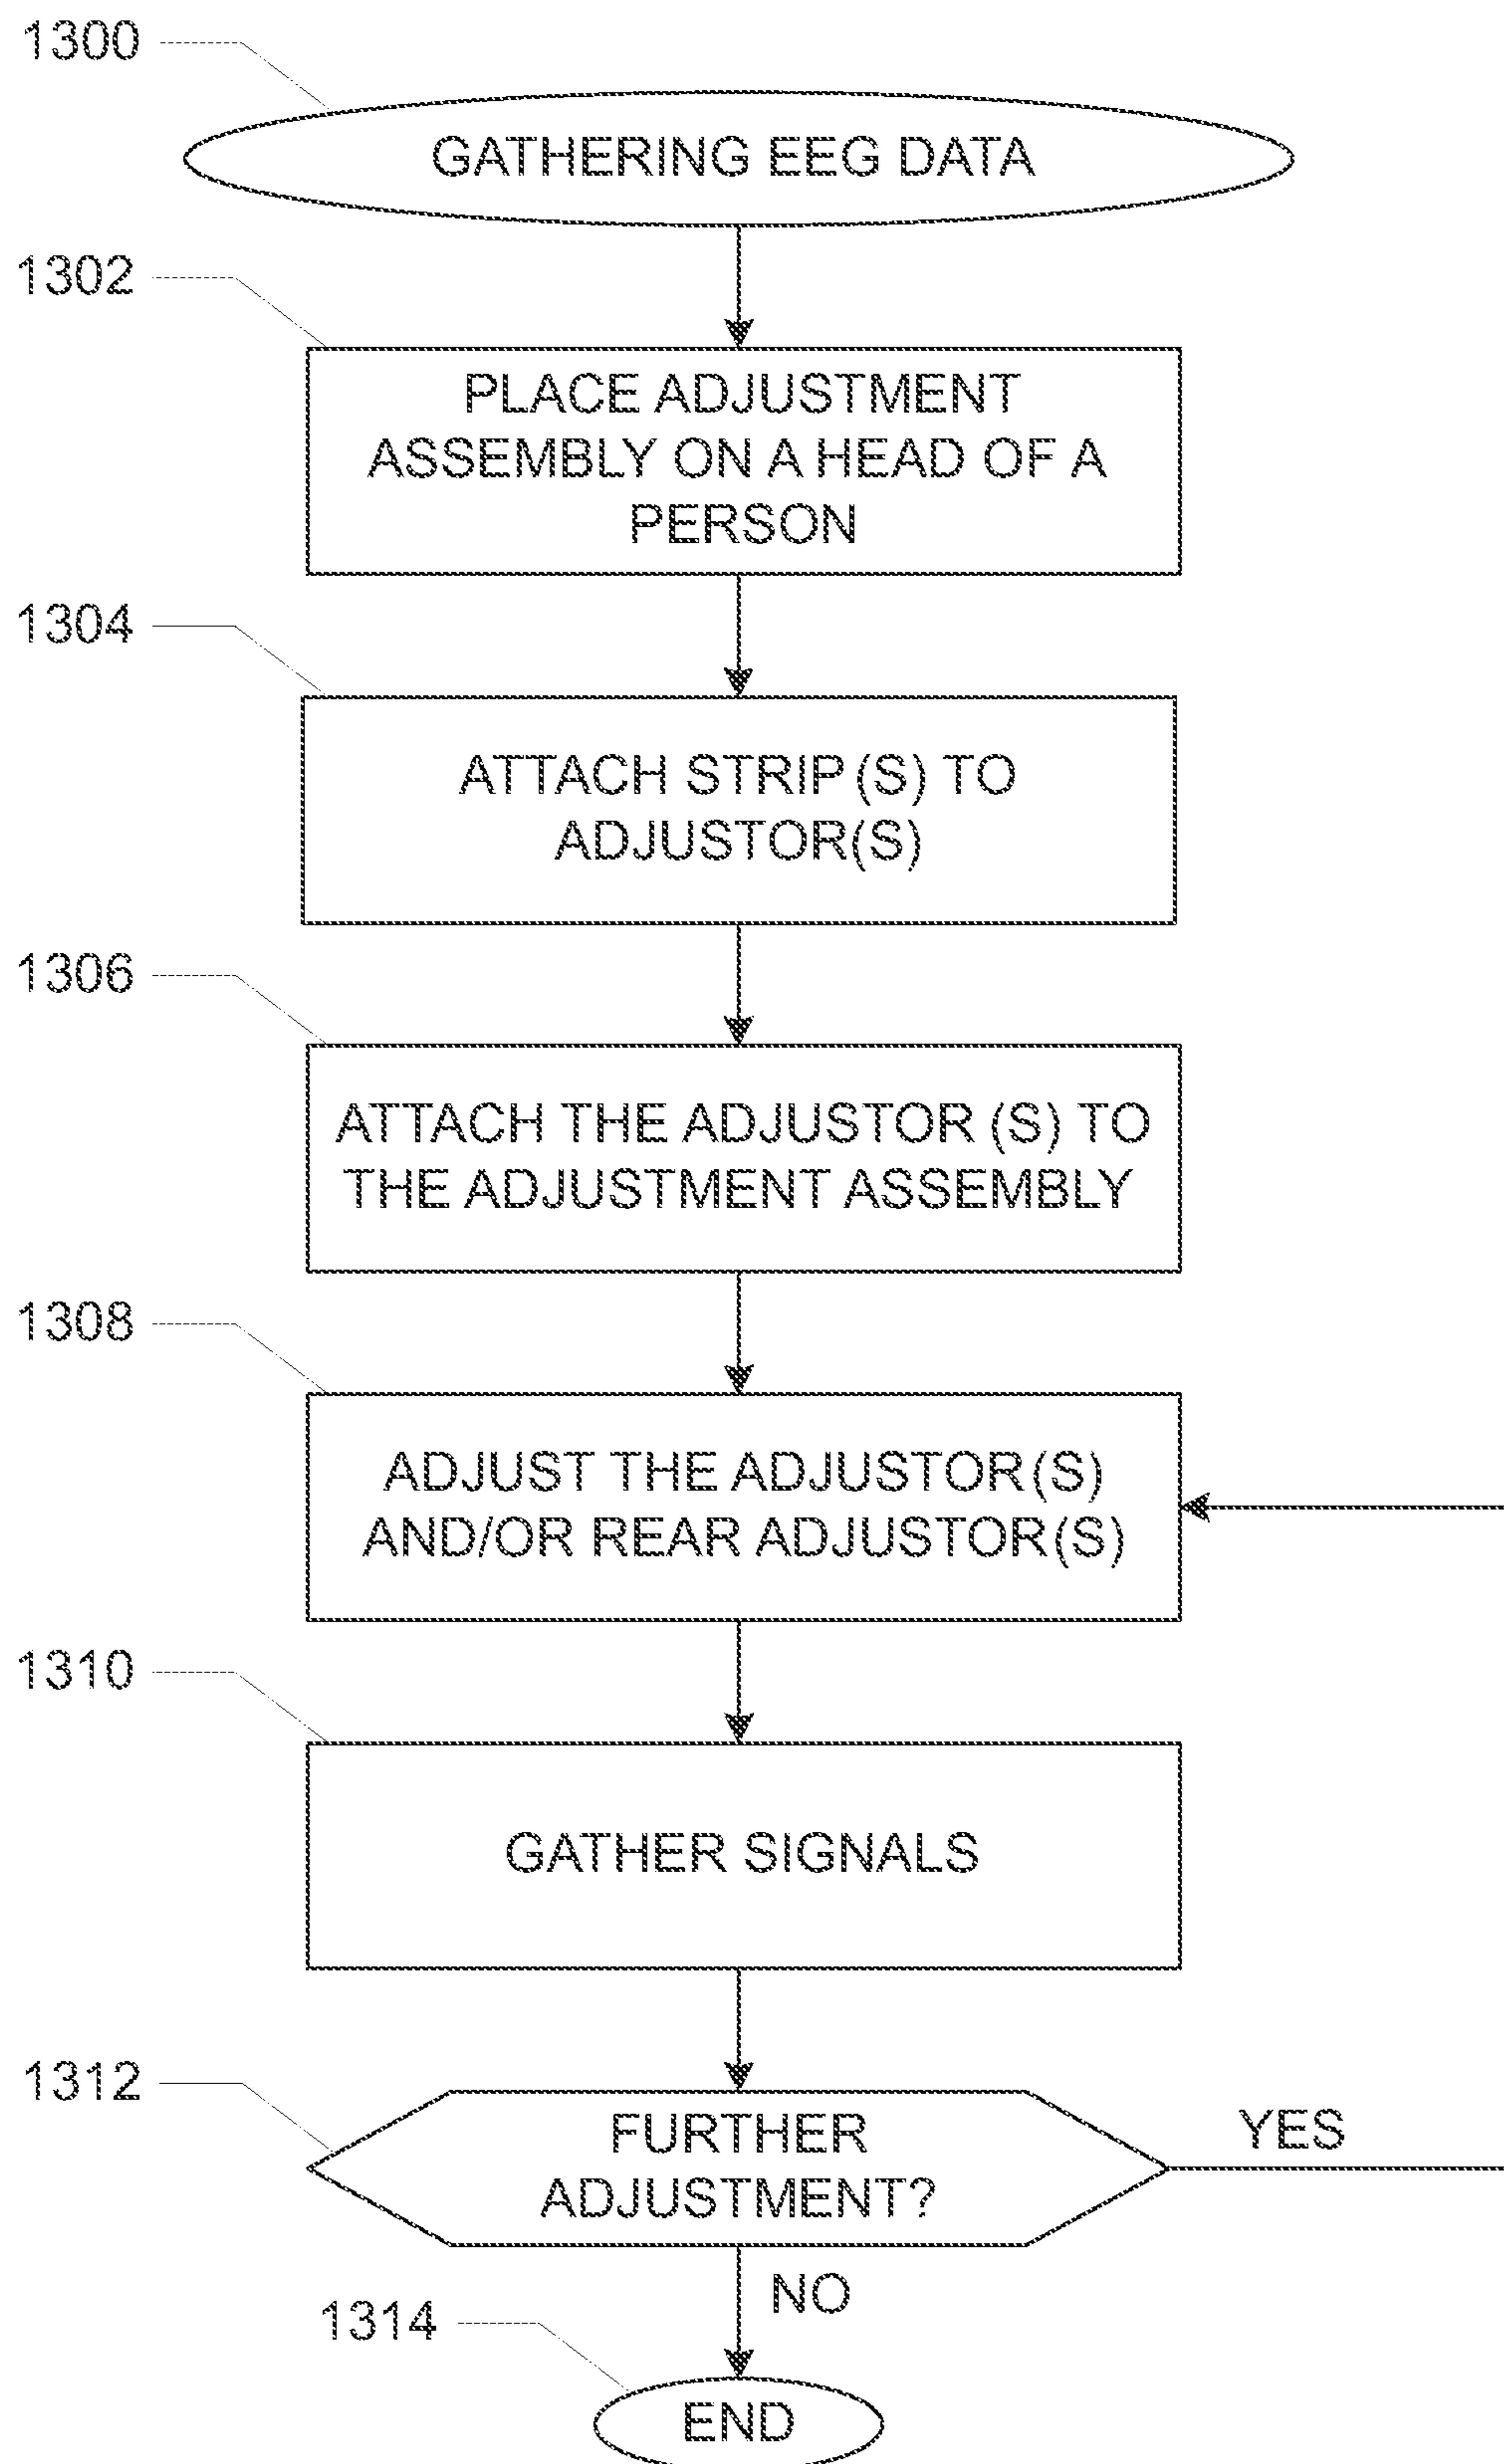 1300
GATHERING EEG DATA
1302
PLACE ADJUSTMENT
ASSEMBLY ON A HEAD OF A
PERSON
1304
ATTACH STRIP(S) TO
ADJUSTOR(S)
1306
ATTACH THE ADJUSTOR (S) TO
THE ADJUSTMENT ASSEMBLY
1308
ADJUST THE ADJUSTOR(S)
AND/OR REAR ADJUSTOR(S)
1310
GATHER SIGNALS
1312
FURTHER
ADJUSTMENT?
YES
NO
1314
END